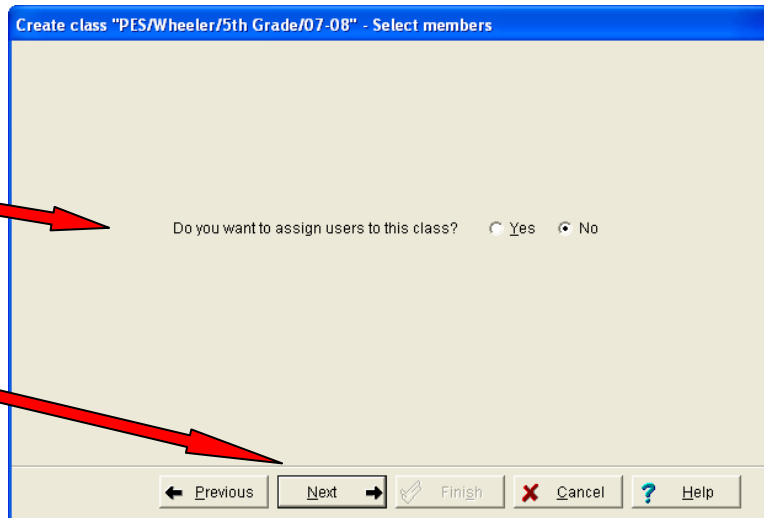 Create class "PES/Wheeler/5th Grade/07-08" - Select members
Do you want to assign users to this class? Yes No
Previous Next Finish Cancel ? Help